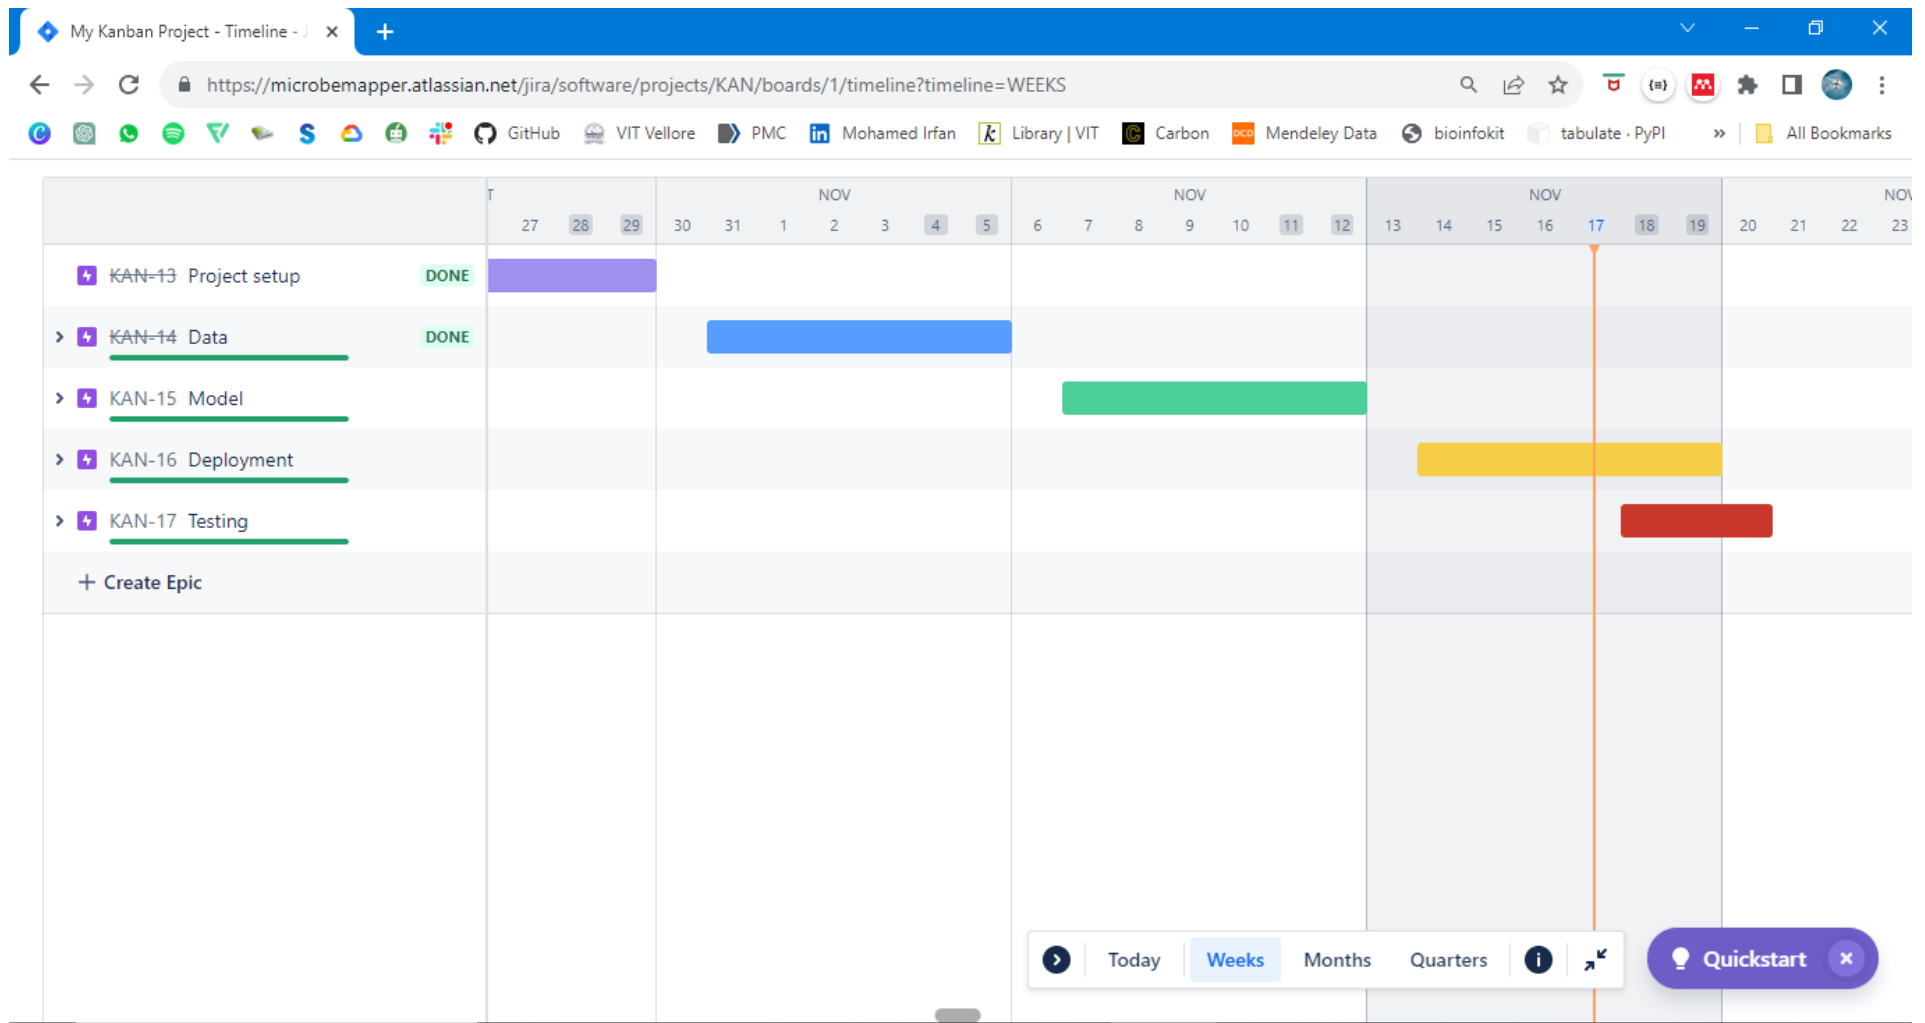 My Kanban Project - Timeline - J
https://microbemapper.atlassian.net/jira/software/projects/KAN/boards/1/timeline?timeline=WEEKS
GitHub VIT Vellore PMC Mohamed Irfan Library | VIT Carbon Mendeley Data bioinfokit tabulate · PyPI » All Bookmarks
T NOV NOV NOV NOV
27 28 29 30 31 1 2 3 4 5 6 7 8 9 10 11 12 13 14 15 16 17 18 19 20 21 22 23
KAN-13 Project setup DONE
KAN-14 Data DONE
KAN-15 Model
KAN-16 Deployment
KAN-17 Testing
+ Create Epic
Today Weeks Months Quarters Quickstart